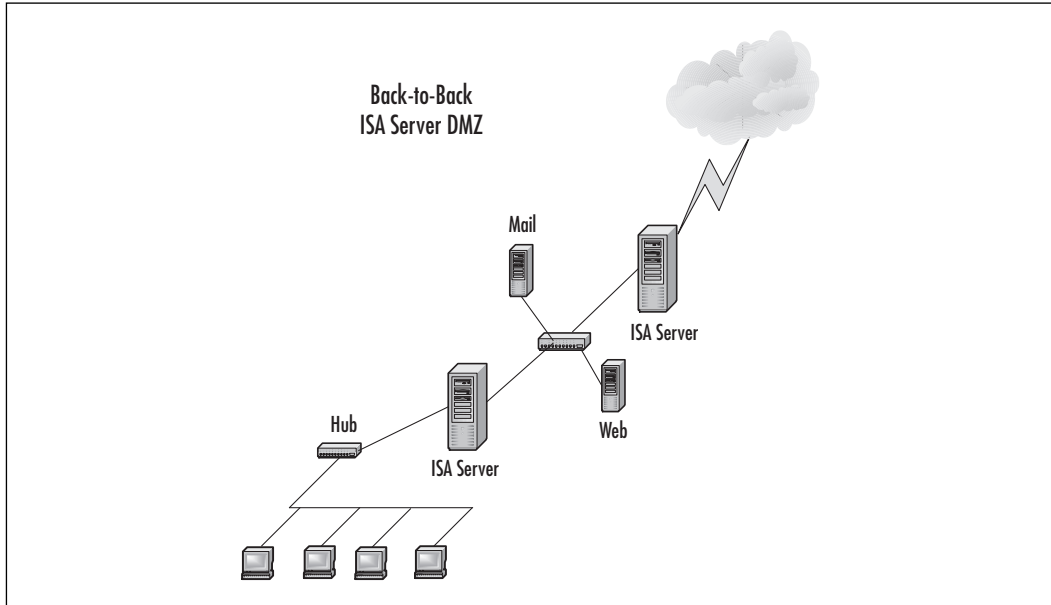 Back-to-Back
ISA Server DMZ
Mail
ISA Server
Web
Hub
ISA Server